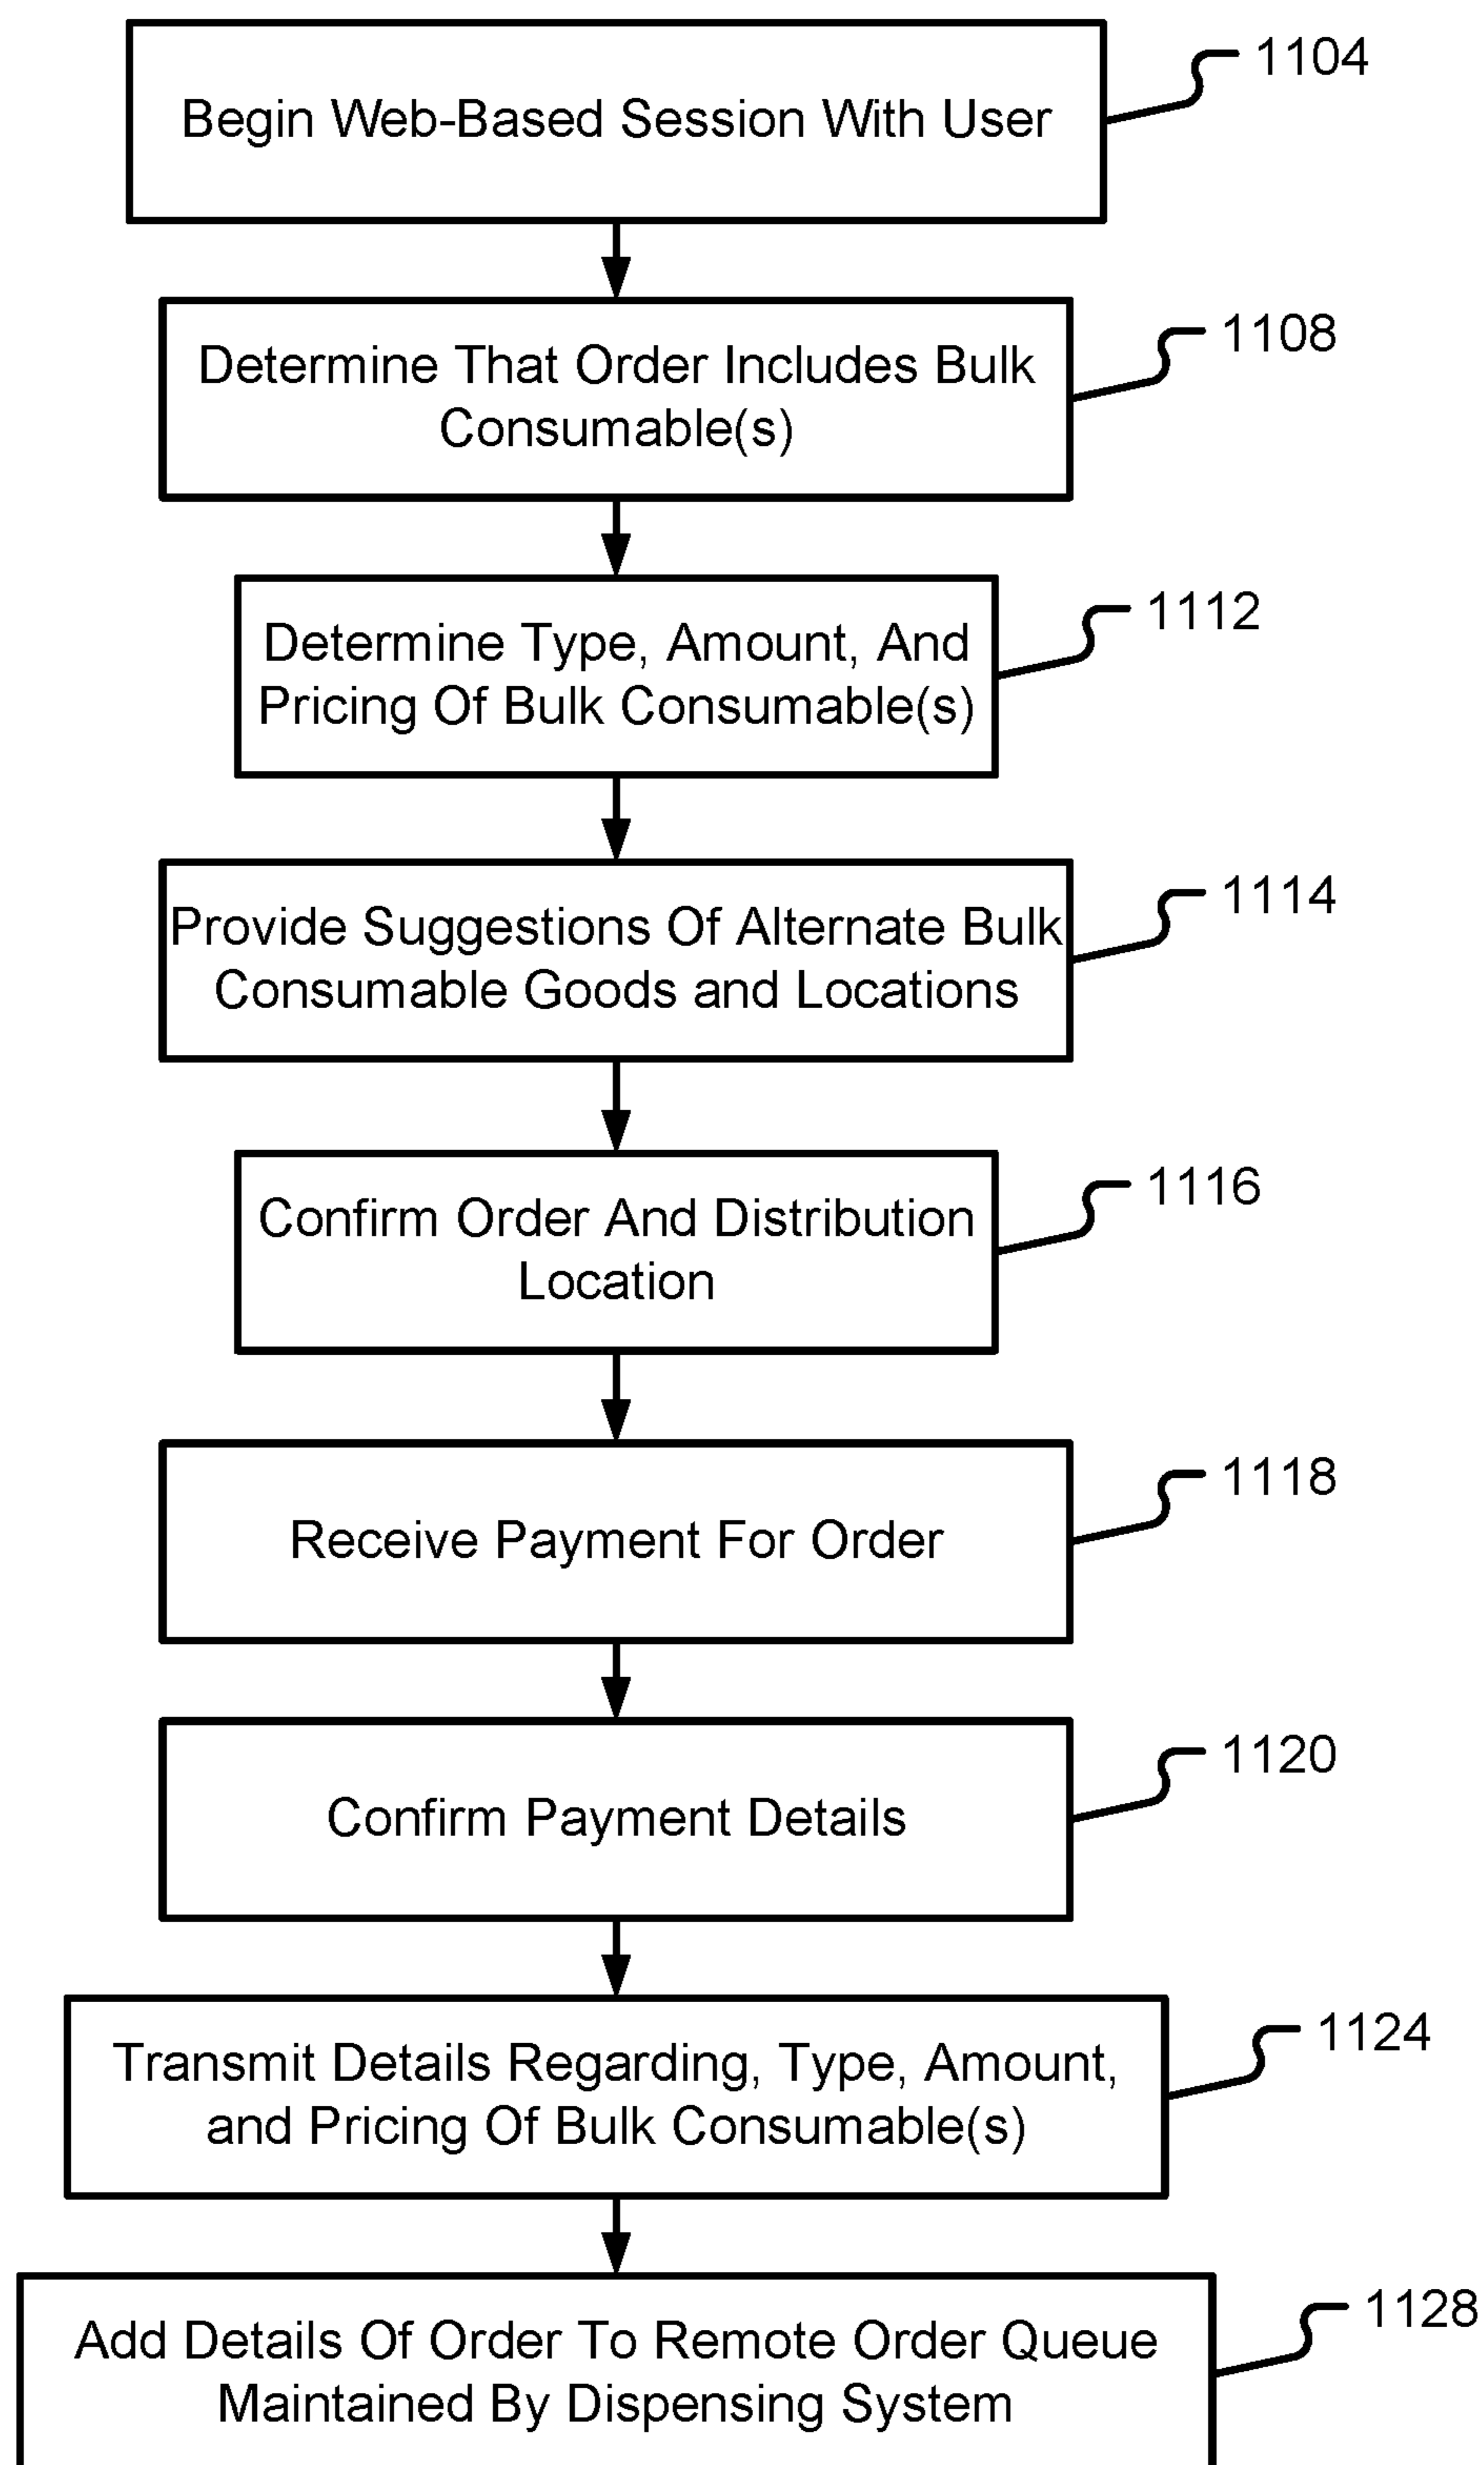 1104
Begin Web-Based Session With User
1108
Determine That Order Includes Bulk
Consumable(s)
1112
Determine Type, Amount, And
Pricing Of Bulk Consumable(s)
1114
Provide Suggestions Of Alternate Bulk
Consumable Goods and Locations
1116
Confirm Order And Distribution
Location
1118
Receive Payment For Order
1120
Confirm Payment Details
1124
Transmit Details Regarding, Type, Amount,
and Pricing Of Bulk Consumable(s)
1128
Add Details Of Order To Remote Order Queue
Maintained By Dispensing System